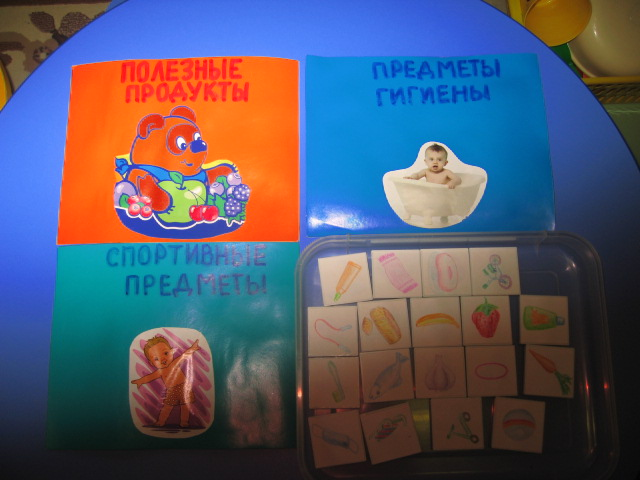 ПОЛЕЗНЫЕ
ПРОДУКТЫ
ПРЕДМЕТЫ
ГИГИЕНЫ
СПОРТИВНЫЕ
ПРЕДМЕТЫ